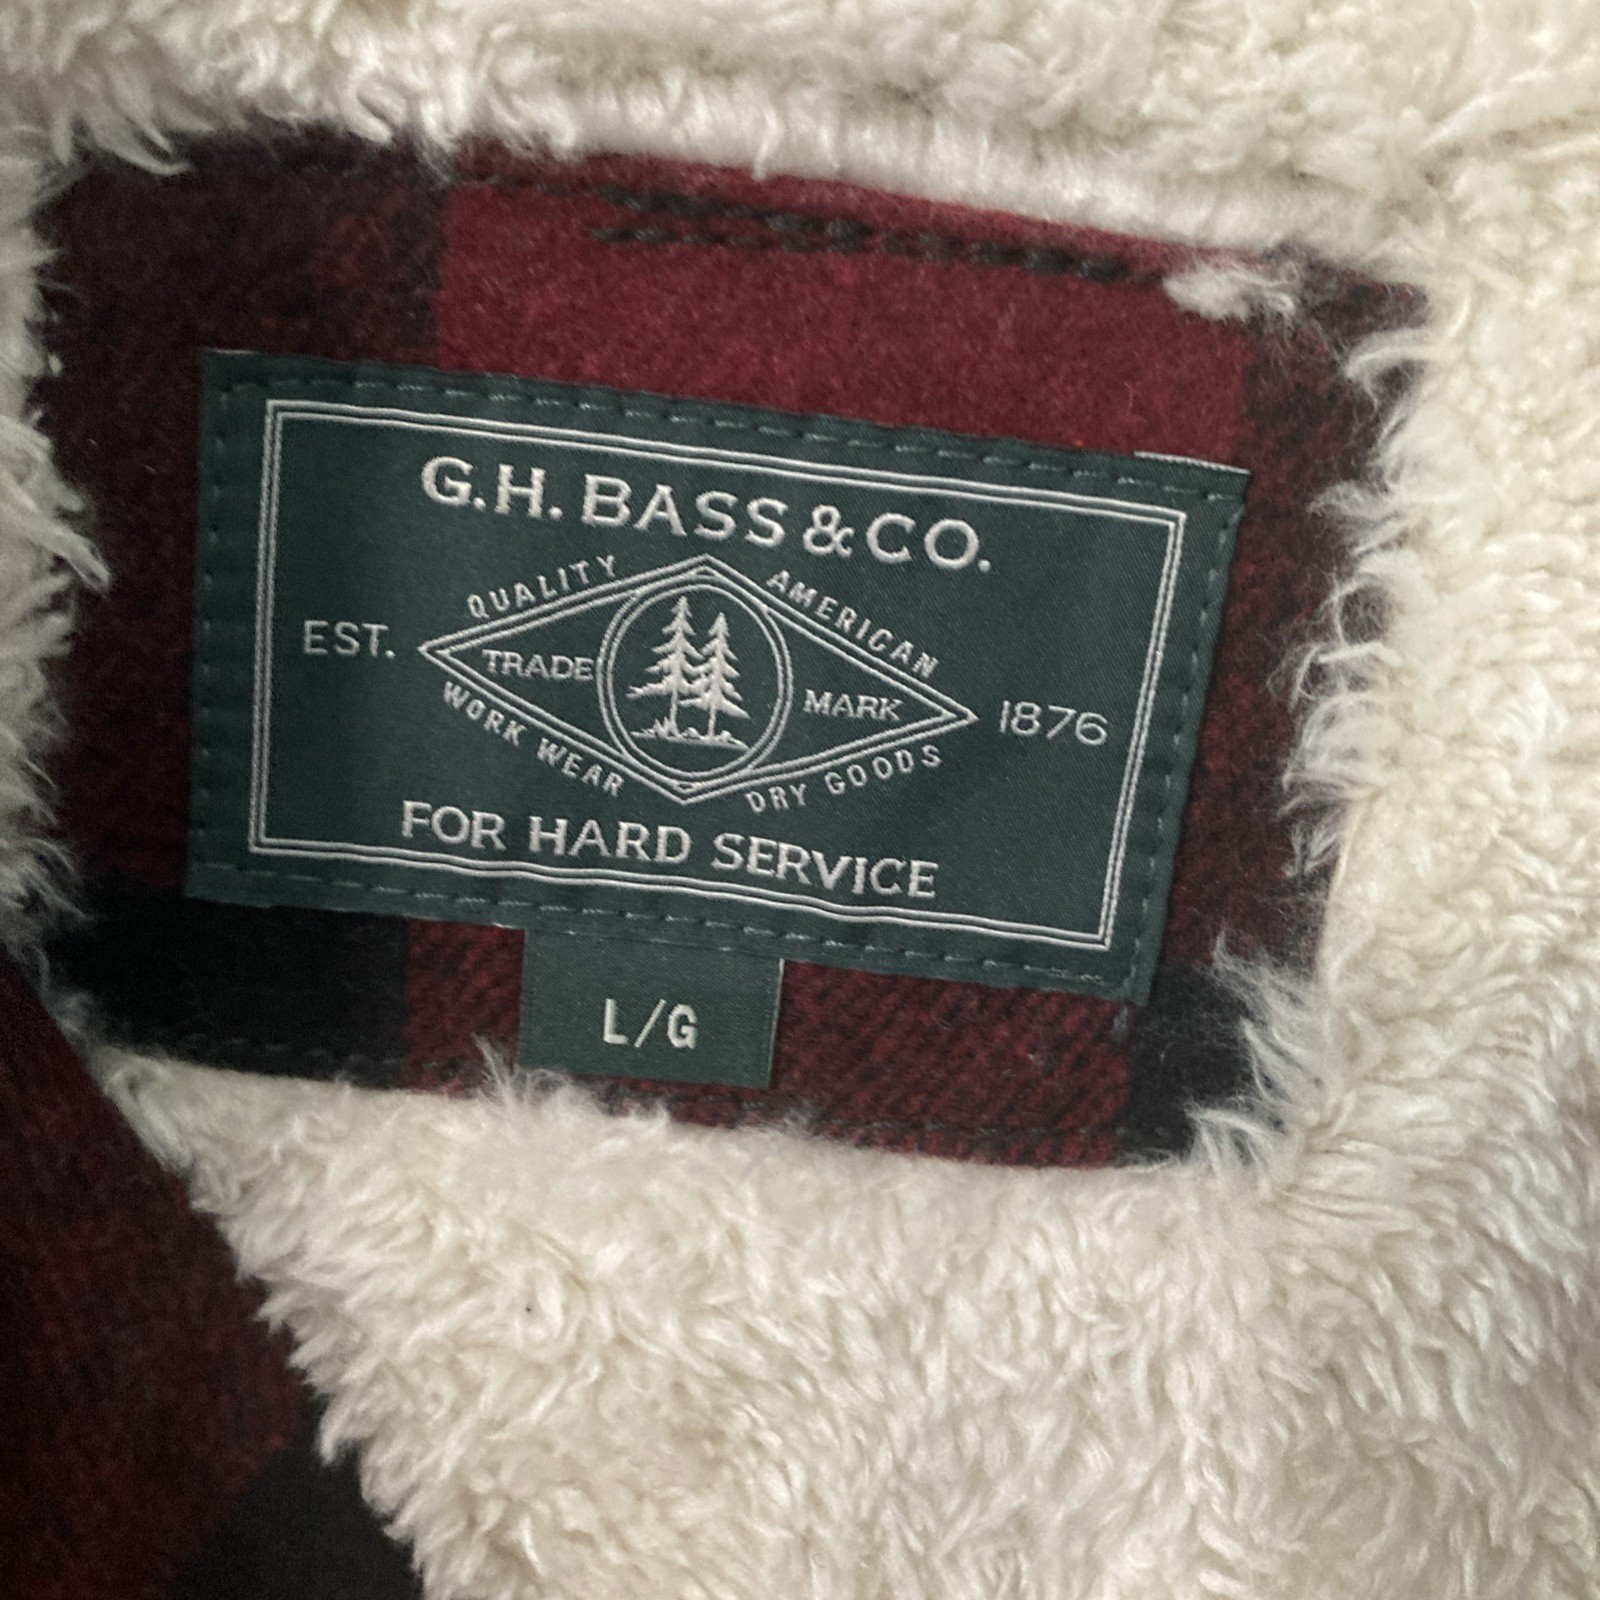 G.H. BASS & CO.
QUALITY AMERICAN
EST. TRADE MARK 1876
WORK WEAR DRY GOODS
FOR HARD SERVICE
L/G